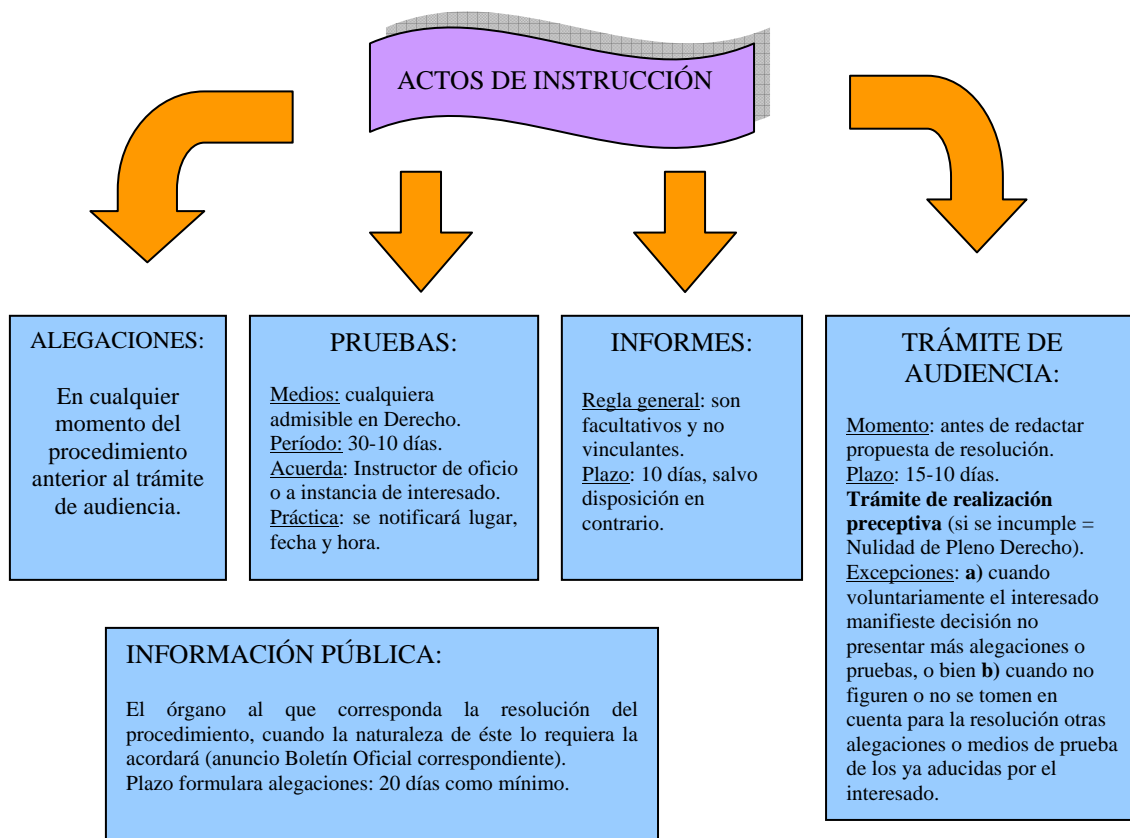 ACTOS DE INSTRUCCIÓN
ALEGACIONES:
En cualquier
momento del
procedimiento
anterior al trámite
de audiencia.
PRUEBAS:
Medios: cualquiera
admisible en Derecho.
Período: 30-10 días.
Acuerda: Instructor de oficio
o a instancia de interesado.
Práctica: se notificará lugar,
fecha y hora.
INFORMES:
Regla general: son
facultativos y no
vinculantes.
Plazo: 10 días, salvo
disposición en
contrario.
TRÁMITE DE
AUDIENCIA:
Momento: antes de redactar
propuesta de resolución.
Plazo: 15-10 días.
Trámite de realización
preceptiva (si se incumple =
Nulidad de Pleno Derecho).
Excepciones: a) cuando
voluntariamente el interesado
manifieste decisión no
presentar más alegaciones o
pruebas, o bien b) cuando no
figuren o no se tomen en
cuenta para la resolución otras
alegaciones o medios de prueba
de los ya aducidas por el
interesado.
INFORMACIÓN PÚBLICA:
El órgano al que corresponda la resolución del
procedimiento, cuando la naturaleza de éste lo requiera la
acordará (anuncio Boletín Oficial correspondiente).
Plazo formulara alegaciones: 20 días como mínimo.